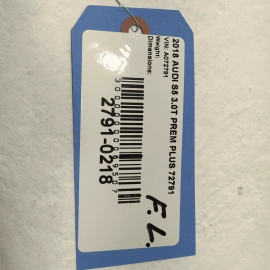 2018 AUDI S5 3.0T PREM PLUS 72791
VIN: A072791
Weight:
Dimensions:
2791-0218
F. L.